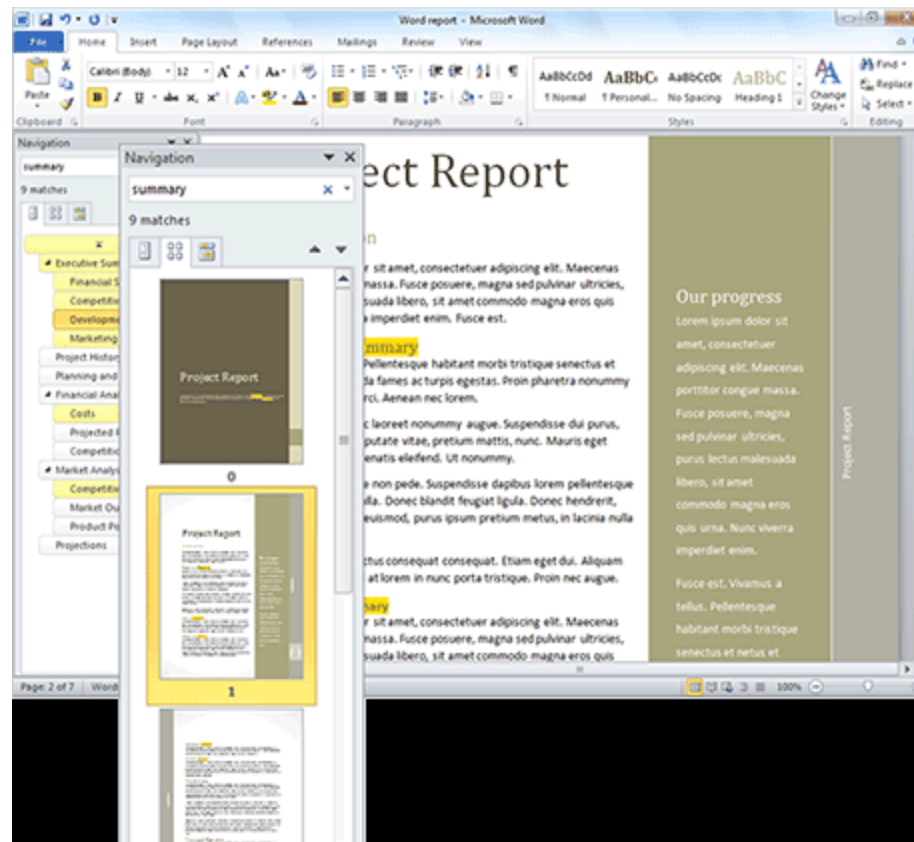 Word report - Microsoft Word
File Home Insert Page Layout References Mailings Review View
Calibri (Body) 12
Paste
AaBbCcDd AaBbC AaBbCcDc AaBbC
¶ Normal ¶ Personal... No Spacing Heading 1
Change Styles
Find
Replace
Select
Clipboard Font Paragraph Styles Editing
Navigation
summary
9 matches
Executive Sum
Financial S
Competitiv
Developme
Marketing
Project History
Planning and
Financial Anal
Costs
Projected
Competitic
Market Analys
Competitiv
Market Ou
Product Po
Projections
Navigation
summary
9 matches
Project Report
0
Project Report
1
ect Report
on
r sit amet, consectetuer adipiscing elit. Maecenas
massa. Fusce posuere, magna sed pulvinar ultricies,
suada libero, sit amet commodo magna eros quis
imperdiet enim. Fusce est.
mmary
Pellentesque habitant morbi tristique senectus et
da fames ac turpis egestas. Proin pharetra nonummy
rci. Aenean nec lorem.
c laoreet nonummy augue. Suspendisse dui purus,
putate vitae, pretium mattis, nunc. Mauris eget
enatis eleifend. Ut nonummy.
non pede. Suspendisse dapibus lorem pellentesque
lla. Donec blandit feugiat ligula. Donec hendrerit,
euismod, purus ipsum pretium metus, in lacinia nulla
ctus consequat consequat. Etiam eget dui. Aliquam
at lorem in nunc porta tristique. Proin nec augue.
mary
r sit amet, consectetuer adipiscing elit. Maecenas
massa. Fusce posuere, magna sed pulvinar ultricies,
suada libero, sit amet commodo magna eros quis
Our progress
Lorem ipsum dolor sit
amet, consectetuer
adipiscing elit. Maecenas
porttitor congue massa.
Fusce posuere, magna
sed pulvinar ultricies,
purus lectus malesuada
libero, sit amet
commodo magna eros
quis urna. Nunc viverra
imperdiet enim.
Fusce est. Vivamus a
tellus. Pellentesque
habitant morbi tristique
senectus et netus et
Project Report
Page: 2 of 7 Word
100%